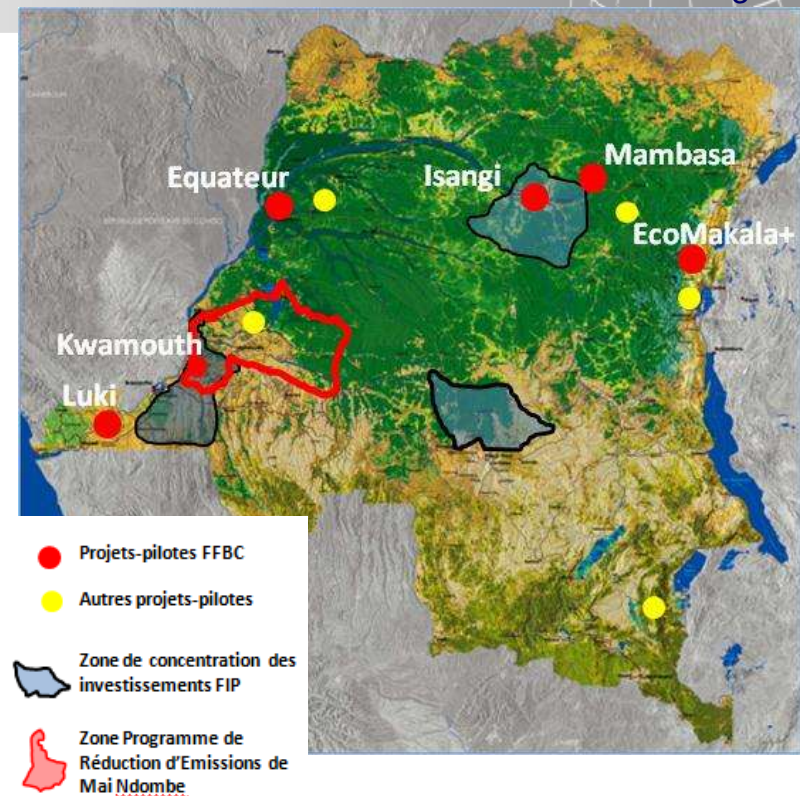 Mambasa
Isangi
Equateur
EcoMakala+
Kwamouth
Luki
Projets-pilotes FFBC
Autres projets-pilotes
Zone de concentration des
investissements FIP
Zone Programme de
Réduction d’Emissions de
Mai Ndombe